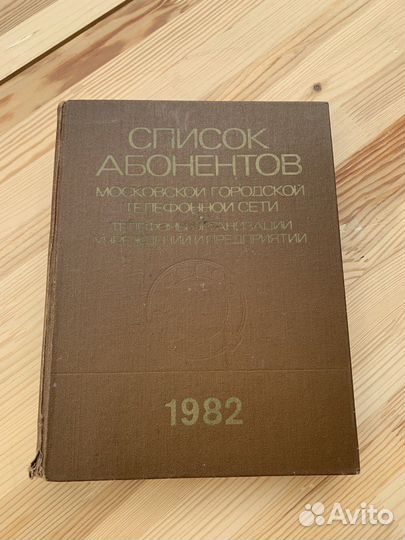 СПИСОК
АБОНЕНТОВ
МОСКОВСКОЙ ГОРОДСКОЙ
ТЕЛЕФОННОЙ СЕТИ
ТЕЛЕФОНЫ ОРГАНИЗАЦИЙ
УЧРЕЖДЕНИЙ И ПРЕДПРИЯТИЙ
1982
Avito